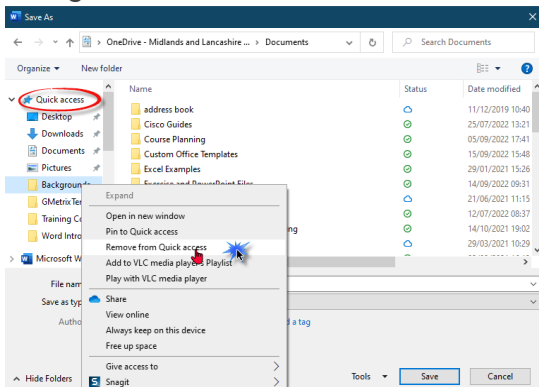 Save As
OneDrive - Midlands and Lancashire ... > Documents
Search Documents
Organize New folder
Name Status Date modified
Quick access
Desktop
Downloads
Documents
Pictures
Backgrounds
GMetrixTer
Training Co
Word Intro
Microsoft W
address book 11/12/2019 10:40
Cisco Guides 25/07/2022 13:21
Course Planning 05/09/2022 17:41
Custom Office Templates 15/09/2022 15:48
Excel Examples 29/01/2021 15:26
Exercise and PowerPoint Files 14/09/2022 09:31
21/06/2021 11:15
12/07/2022 08:37
ng 14/10/2021 19:02
29/03/2021 10:29
Expand
Open in new window
Pin to Quick access
Remove from Quick access
Add to VLC media player's Playlist
Play with VLC media player
Share
View online
Always keep on this device
Free up space
Give access to
Snagit
File nam
Save as typ
Autho
d a tag
Hide Folders
Tools Save Cancel